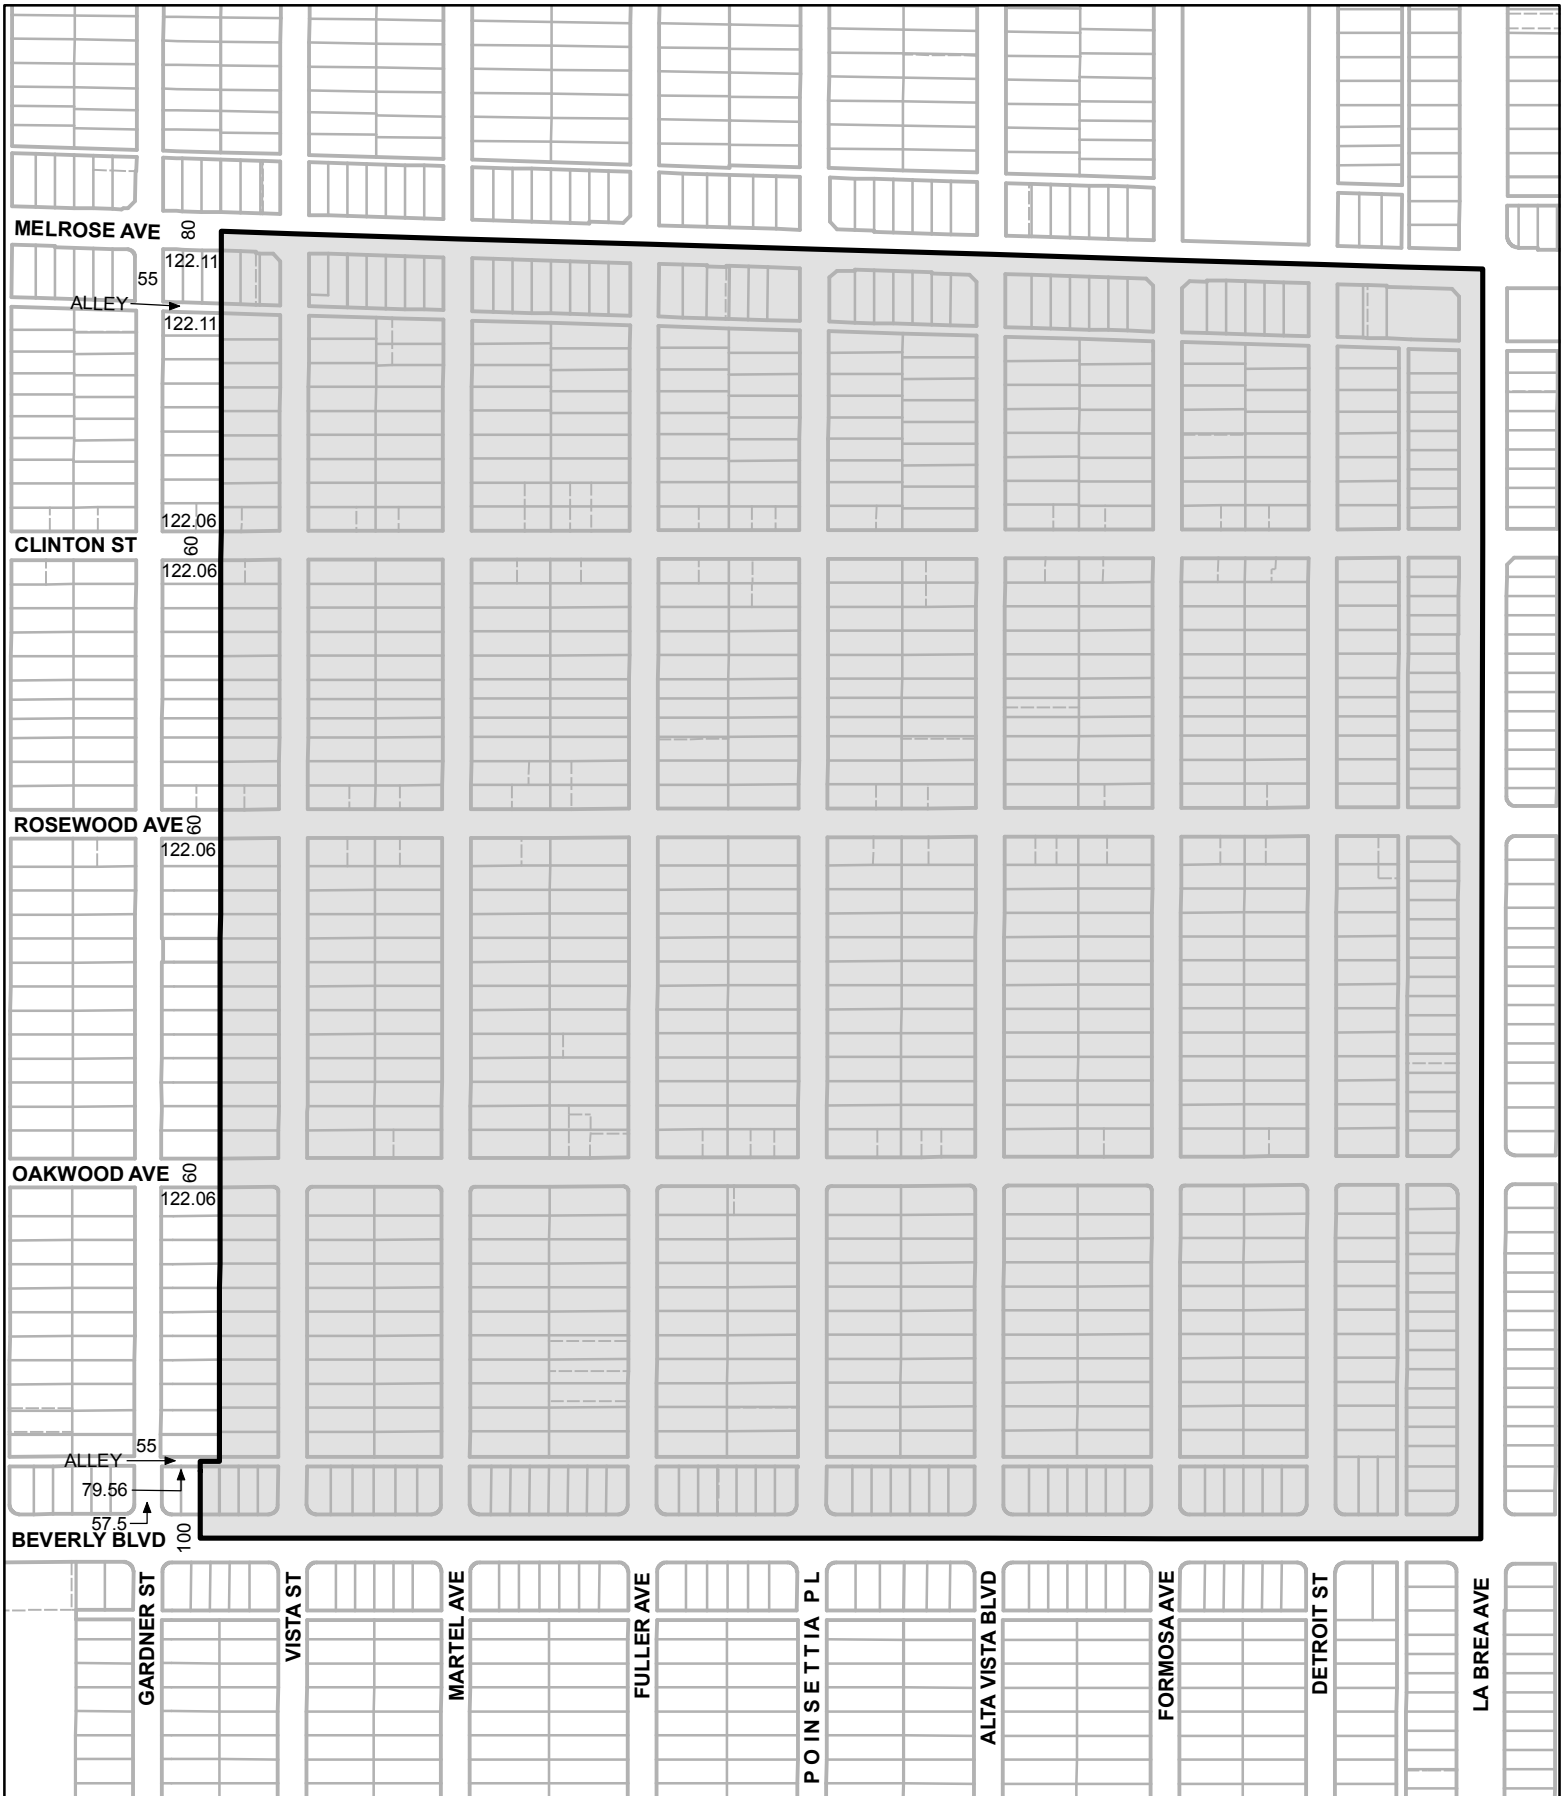 MELROSE AVE
80
122.11
55
ALLEY
122.11
122.06
CLINTON ST
60
122.06
ROSEWOOD AVE
60
122.06
OAKWOOD AVE
60
122.06
55
ALLEY
79.56
57.5
BEVERLY BLVD
100
GARDNER ST
VISTA ST
MARTEL AVE
FULLER AVE
POINSETTIA PL
ALTA VISTA BLVD
FORMOSA AVE
DETROIT ST
LA BREA AVE